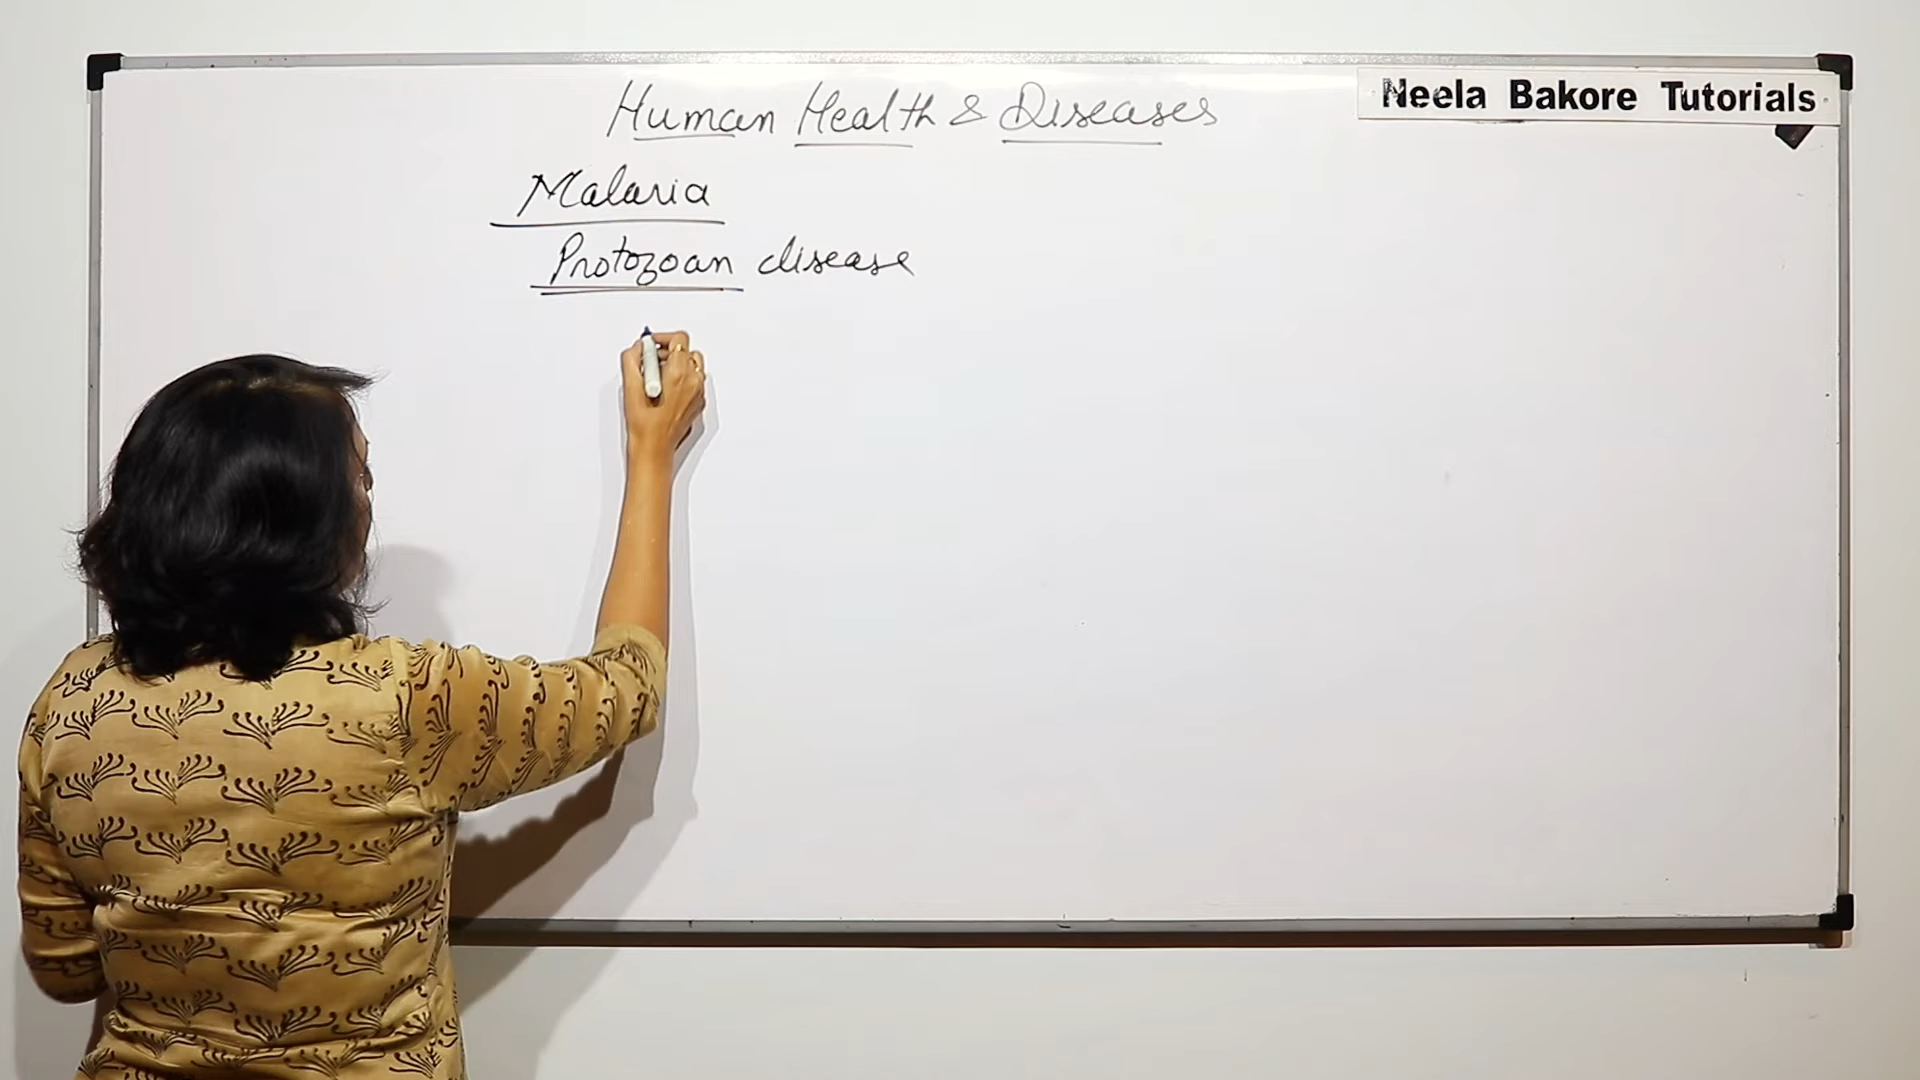 Human Health & Diseases
Neela Bakore Tutorials
Malaria
Protozoan disease